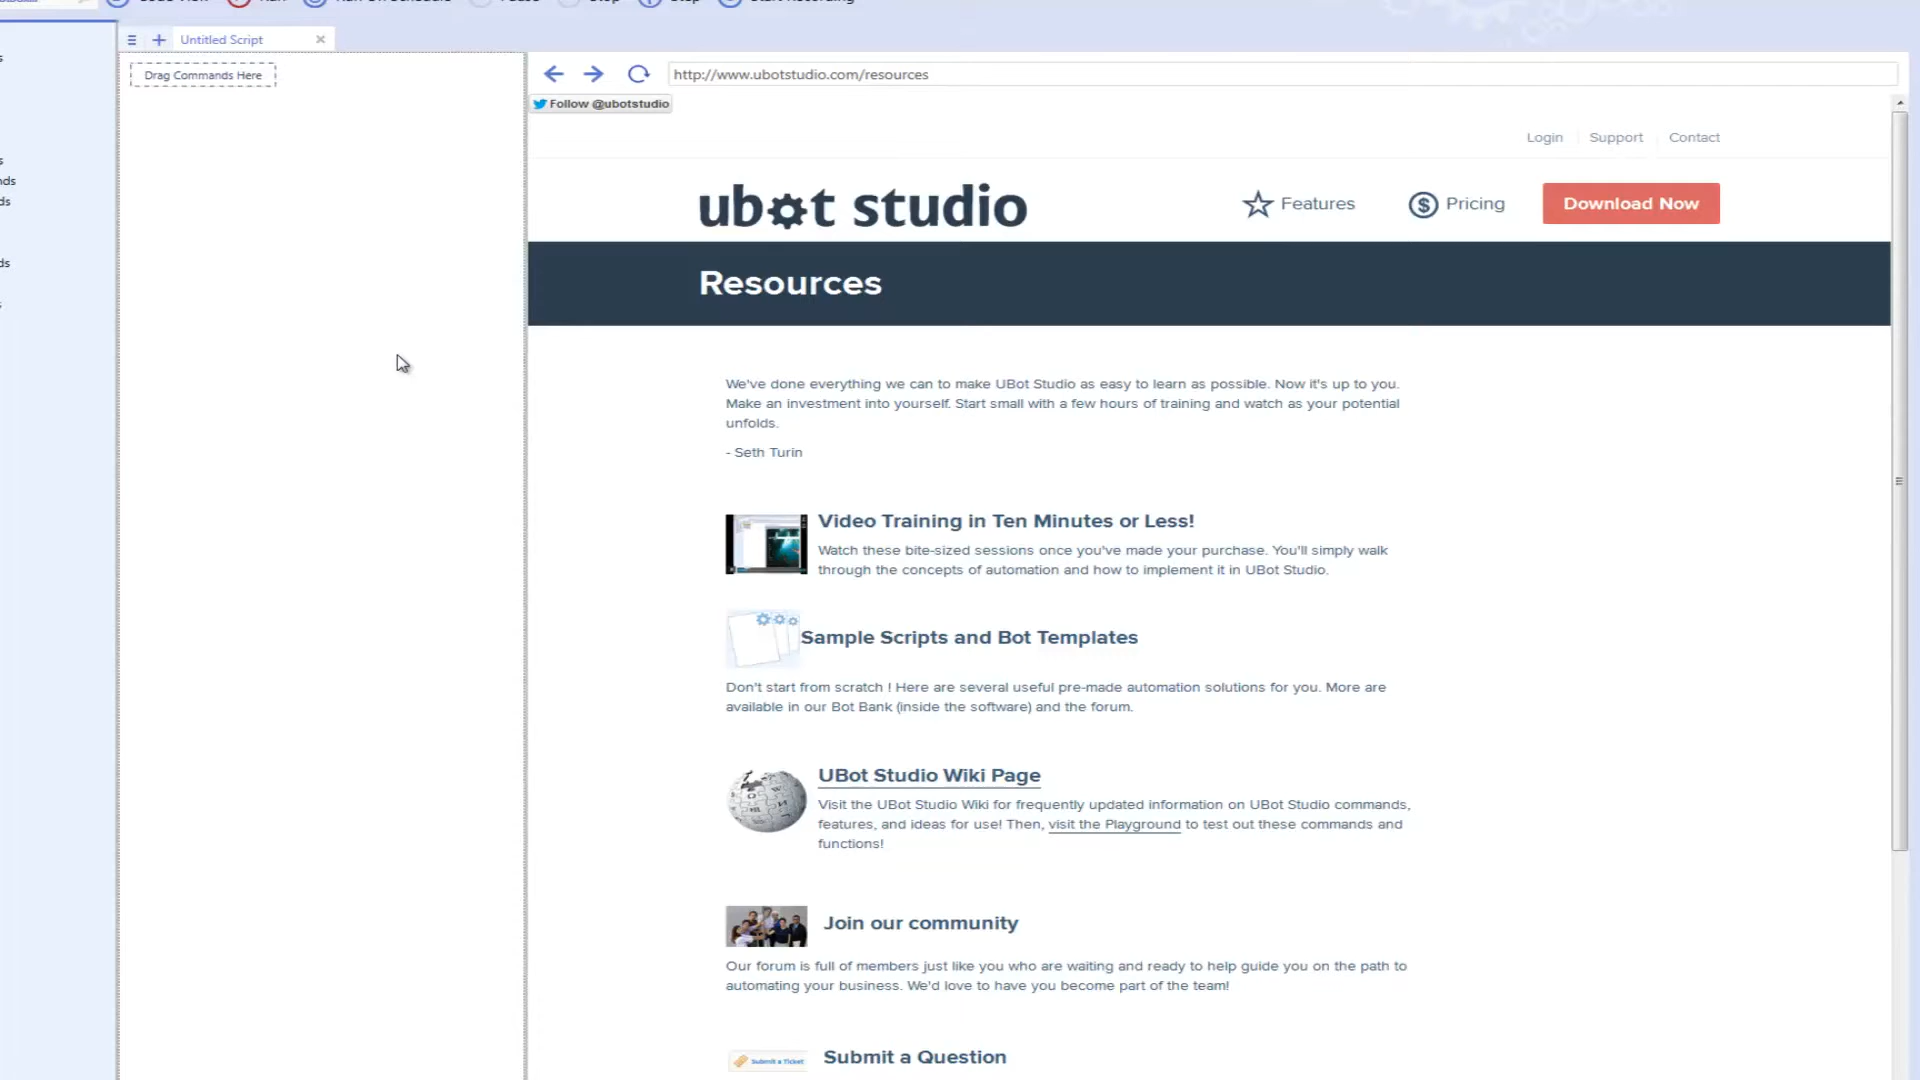 Untitled Script
Drag Commands Here
http://www.ubotstudio.com/resources
Follow @ubotstudio
Login Support Contact
ubot studio
Features Pricing Download Now
Resources
We've done everything we can to make UBot Studio as easy to learn as possible. Now it's up to you.
Make an investment into yourself. Start small with a few hours of training and watch as your potential
unfolds.
- Seth Turin
Video Training in Ten Minutes or Less!
Watch these bite-sized sessions once you've made your purchase. You'll simply walk
through the concepts of automation and how to implement it in UBot Studio.
Sample Scripts and Bot Templates
Don't start from scratch ! Here are several useful pre-made automation solutions for you. More are
available in our Bot Bank (inside the software) and the forum.
UBot Studio Wiki Page
Visit the UBot Studio Wiki for frequently updated information on UBot Studio commands,
features, and ideas for use! Then, visit the Playground to test out these commands and
functions!
Join our community
Our forum is full of members just like you who are waiting and ready to help guide you on the path to
automating your business. We'd love to have you become part of the team!
Submit a Ticket
Submit a Question